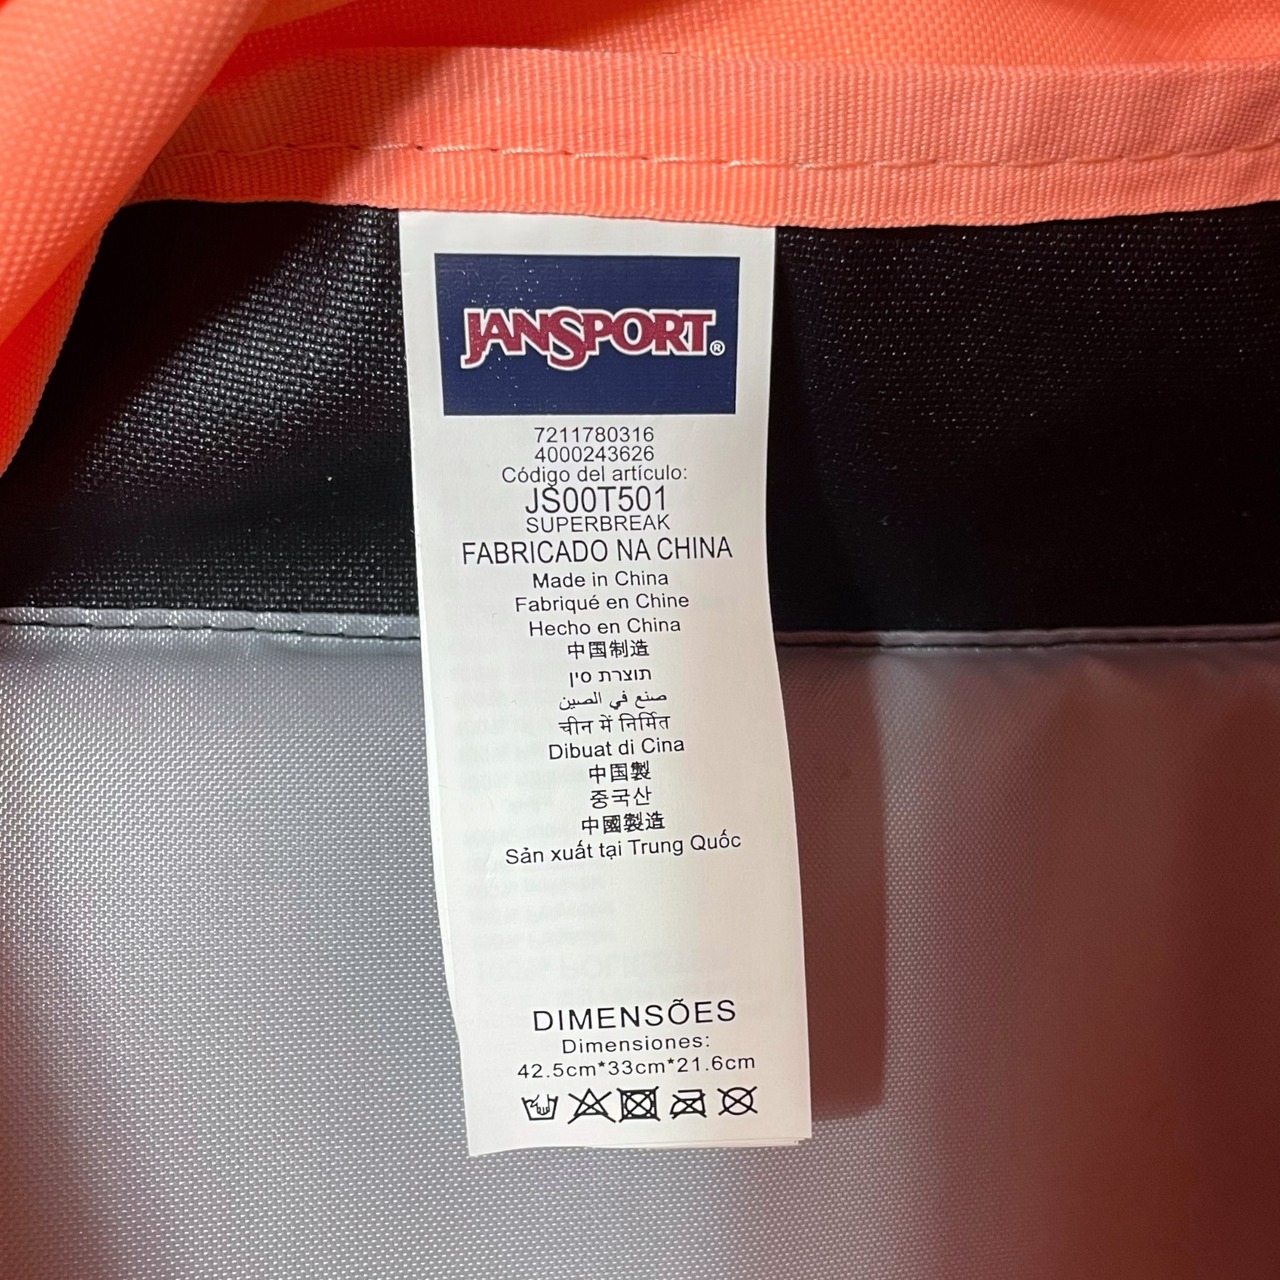 JANSPORT®
7211780316
4000243626
Código del artículo:
JS00T501
SUPERBREAK
FABRICADO NA CHINA
Made in China
Fabriqué en Chine
Hecho en China
中国制造
תוצרת סין
صنع في الصين
चीन में निर्मित
Dibuat di Cina
中国製
중국산
中國製造
Sản xuất tại Trung Quốc
DIMENSÕES
Dimensiones:
42.5cm*33cm*21.6cm